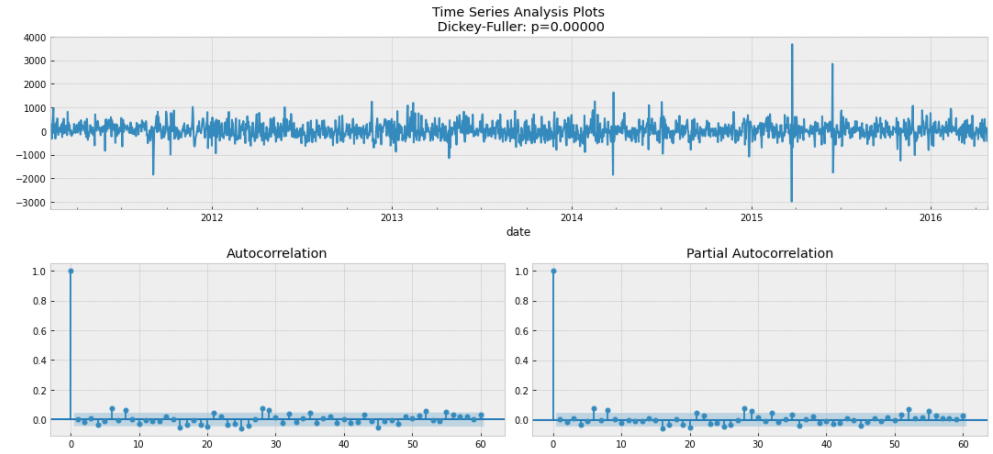 Time Series Analysis Plots
Dickey-Fuller: p=0.00000
4000
3000
2000
1000
0
−1000
−2000
−3000
2012 2013 2014 2015 2016
date
Autocorrelation
1.0
0.8
0.6
0.4
0.2
0.0
0 10 20 30 40 50 60
Partial Autocorrelation
1.0
0.8
0.6
0.4
0.2
0.0
0 10 20 30 40 50 60